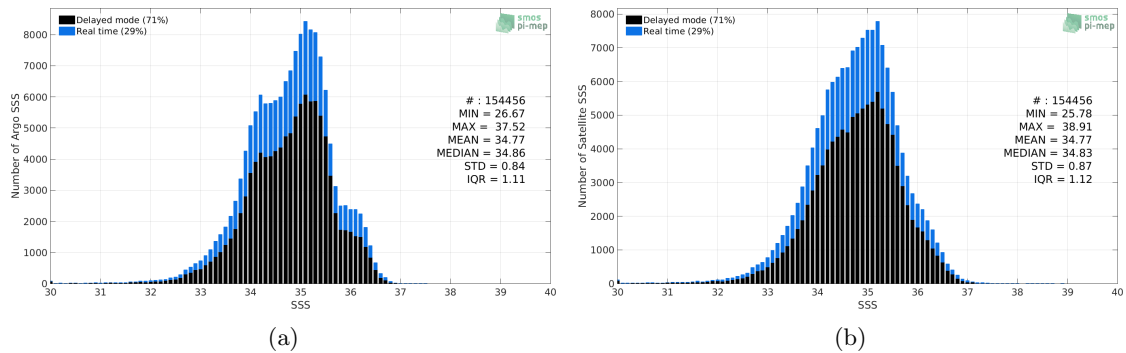 Delayed mode (71%)
Real time (29%)
smos
pi-mep
8000
7000
6000
5000
4000
3000
2000
1000
0
Number of Argo SSS
# : 154456
MIN = 26.67
MAX = 37.52
MEAN = 34.77
MEDIAN = 34.86
STD = 0.84
IQR = 1.11
30 31 32 33 34 35 36 37 38 39 40
SSS
(a)
Delayed mode (71%)
Real time (29%)
smos
pi-mep
8000
7000
6000
5000
4000
3000
2000
1000
0
Number of Satellite SSS
# : 154456
MIN = 25.78
MAX = 38.91
MEAN = 34.77
MEDIAN = 34.83
STD = 0.87
IQR = 1.12
30 31 32 33 34 35 36 37 38 39 40
SSS
(b)